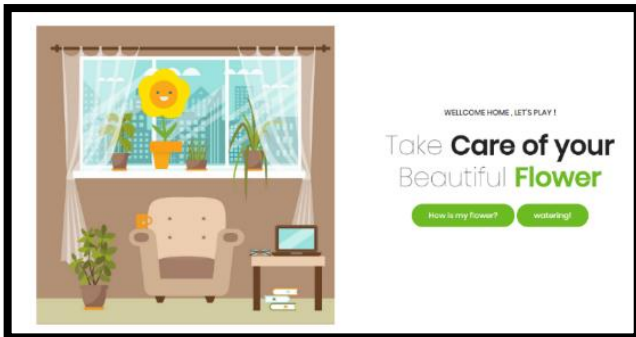 WELLCOME HOME , LET'S PLAY !
Take Care of your
Beautiful Flower
How is my flower?
watering!